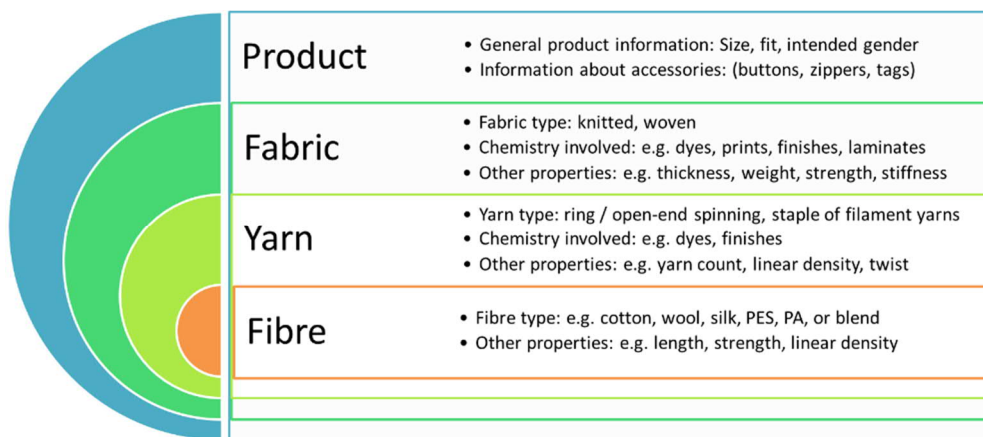 Product
• General product information: Size, fit, intended gender
• Information about accessories: (buttons, zippers, tags)
Fabric
• Fabric type: knitted, woven
• Chemistry involved: e.g. dyes, prints, finishes, laminates
• Other properties: e.g. thickness, weight, strength, stiffness
Yarn
• Yarn type: ring / open-end spinning, staple of filament yarns
• Chemistry involved: e.g. dyes, finishes
• Other properties: e.g. yarn count, linear density, twist
Fibre
• Fibre type: e.g. cotton, wool, silk, PES, PA, or blend
• Other properties: e.g. length, strength, linear density